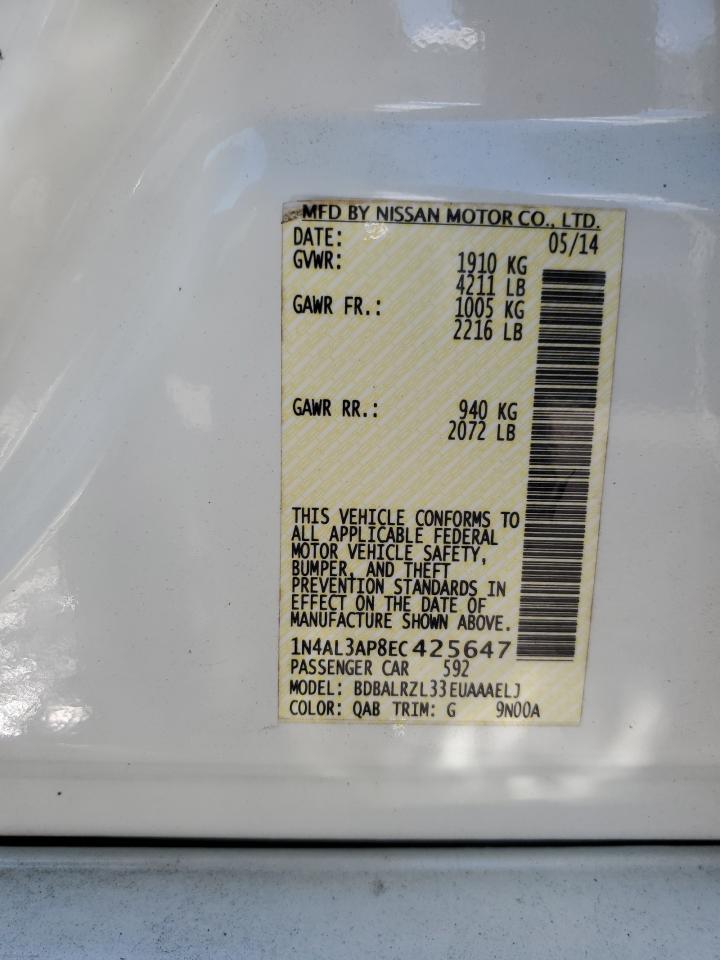 MFD BY NISSAN MOTOR CO., LTD.
DATE: 05/14
GVWR: 1910 KG
4211 LB
GAWR FR.: 1005 KG
2216 LB
GAWR RR.: 940 KG
2072 LB
THIS VEHICLE CONFORMS TO
ALL APPLICABLE FEDERAL
MOTOR VEHICLE SAFETY,
BUMPER, AND THEFT
PREVENTION STANDARDS IN
EFFECT ON THE DATE OF
MANUFACTURE SHOWN ABOVE.
1N4AL3AP8EC425647
PASSENGER CAR 592
MODEL: BDBALRZL33EUAAAELJ
COLOR: QAB TRIM: G 9N00A